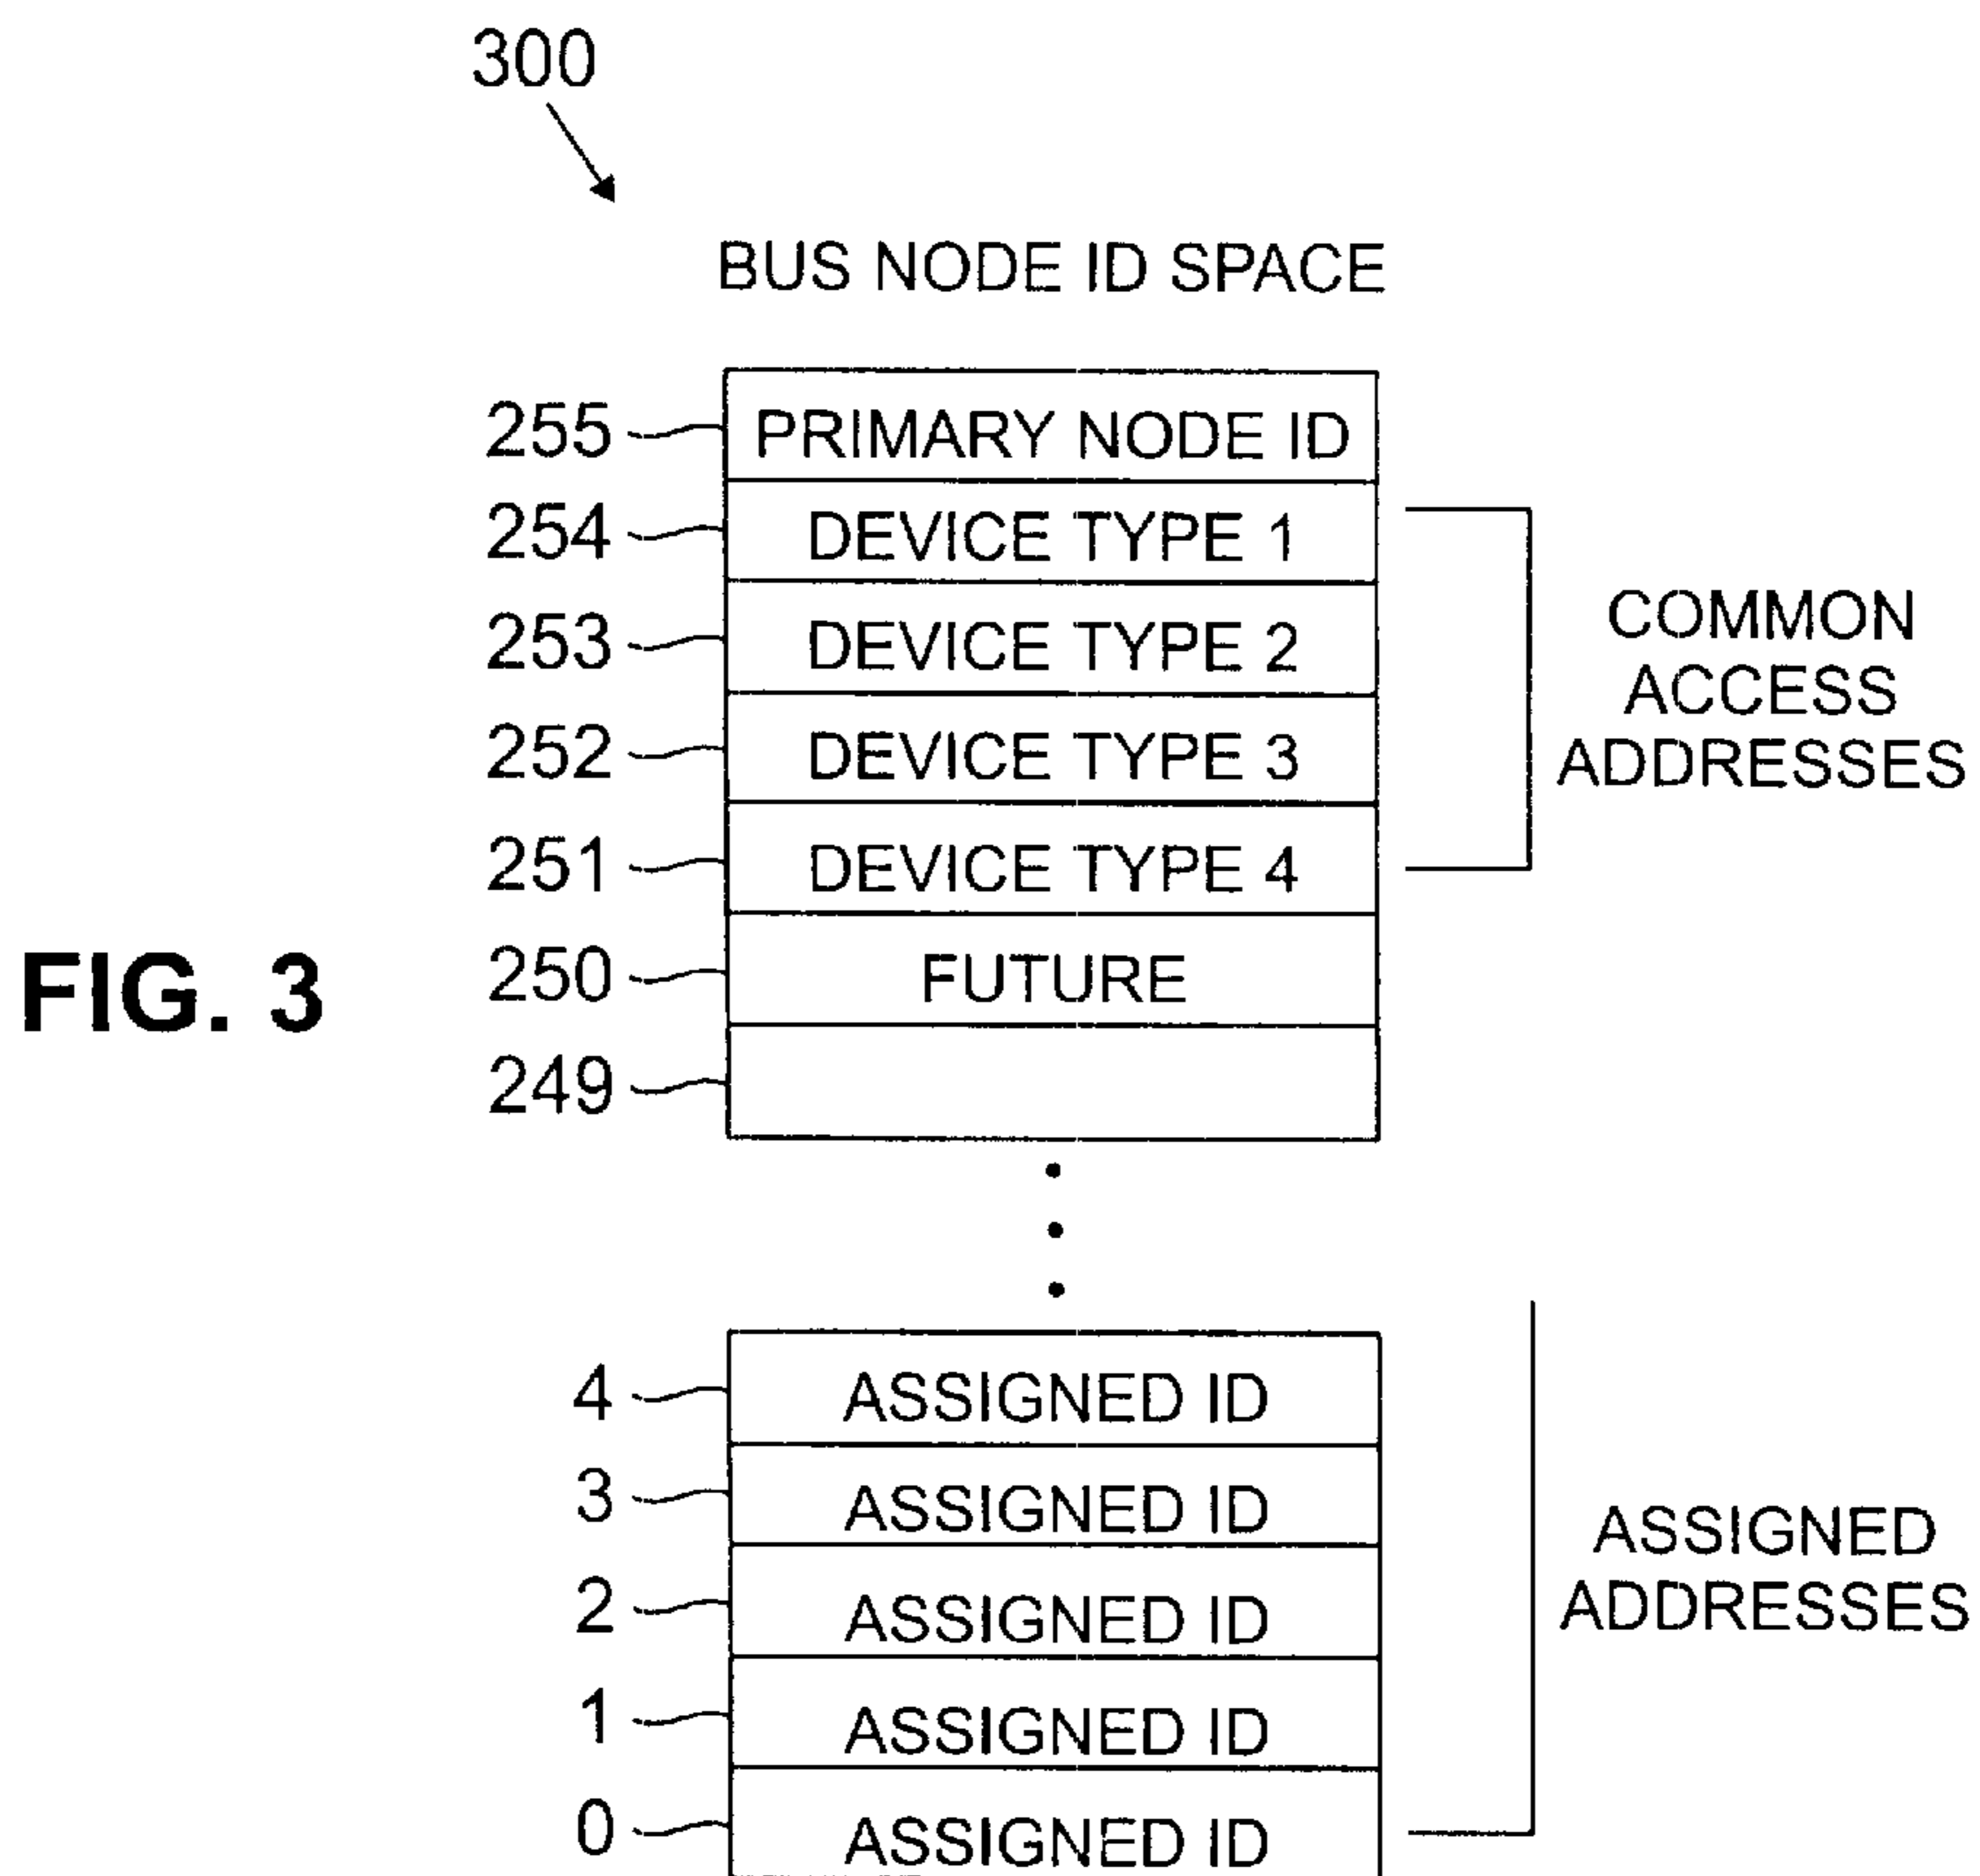 300
BUS NODE ID SPACE
255 PRIMARY NODE ID
254 DEVICE TYPE 1
253 DEVICE TYPE 2
252 DEVICE TYPE 3
251 DEVICE TYPE 4
COMMON
ACCESS
ADDRESSES
250 FUTURE
FIG. 3
249
4 ASSIGNED ID
3 ASSIGNED ID
2 ASSIGNED ID
1 ASSIGNED ID
0 ASSIGNED ID
ASSIGNED
ADDRESSES